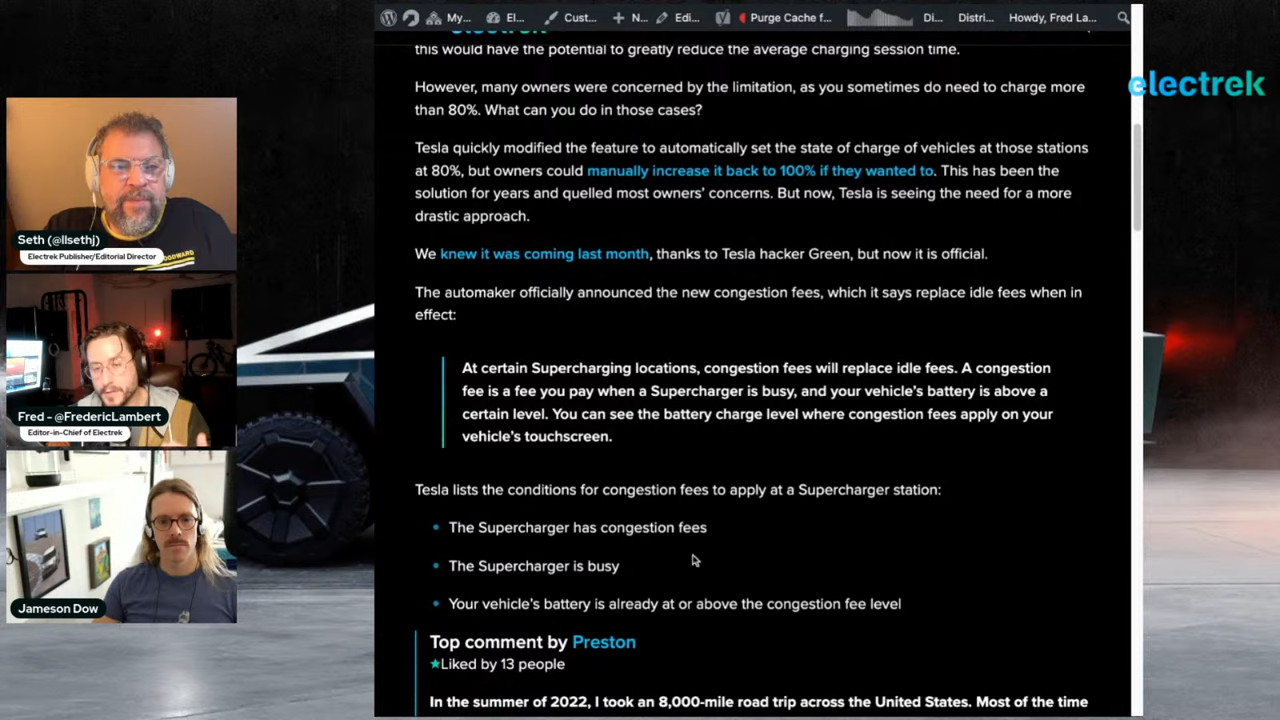 My...
El...
Cust...
N...
Edi...
Purge Cache f...
Di...
Distri...
Howdy, Fred La...
electrek
this would have the potential to greatly reduce the average charging session time.
However, many owners were concerned by the limitation, as you sometimes do need to charge more
than 80%. What can you do in those cases?
Tesla quickly modified the feature to automatically set the state of charge of vehicles at those stations
at 80%, but owners could manually increase it back to 100% if they wanted to. This has been the
solution for years and quelled most owners' concerns. But now, Tesla is seeing the need for a more
drastic approach.
We knew it was coming last month, thanks to Tesla hacker Green, but now it is official.
The automaker officially announced the new congestion fees, which it says replace idle fees when in
effect:
At certain Supercharging locations, congestion fees will replace idle fees. A congestion
fee is a fee you pay when a Supercharger is busy, and your vehicle's battery is above a
certain level. You can see the battery charge level where congestion fees apply on your
vehicle's touchscreen.
Tesla lists the conditions for congestion fees to apply at a Supercharger station:
The Supercharger has congestion fees
The Supercharger is busy
Your vehicle's battery is already at or above the congestion fee level
Top comment by Preston
Liked by 13 people
In the summer of 2022, I took an 8,000-mile road trip across the United States. Most of the time
Seth (@llsethj)
Electrek Publisher/Editorial Director
Fred - @FredericLambert
Editor-in-Chief of Electrek
Jameson Dow
electrek